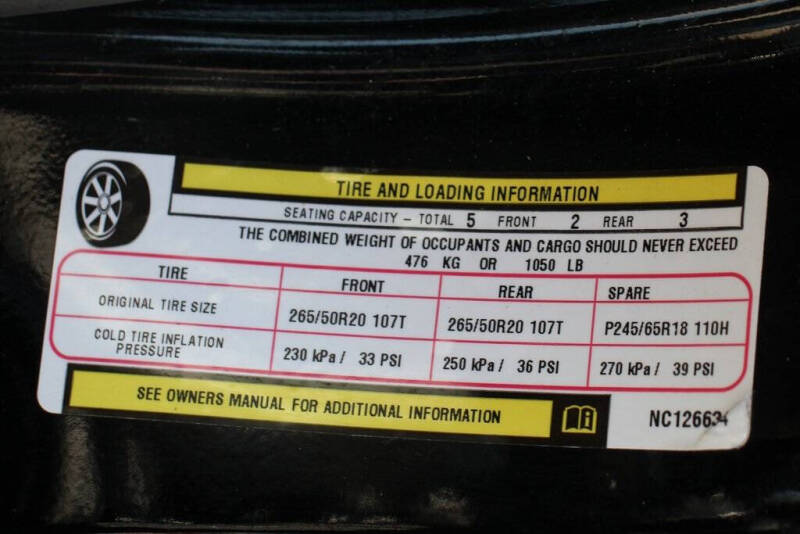 TIRE AND LOADING INFORMATION
SEATING CAPACITY – TOTAL 5 FRONT 2 REAR 3
THE COMBINED WEIGHT OF OCCUPANTS AND CARGO SHOULD NEVER EXCEED
476 KG OR 1050 LB
TIRE FRONT REAR SPARE
ORIGINAL TIRE SIZE 265/50R20 107T 265/50R20 107T P245/65R18 110H
COLD TIRE INFLATION PRESSURE 230 kPa / 33 PSI 250 kPa / 36 PSI 270 kPa / 39 PSI
SEE OWNERS MANUAL FOR ADDITIONAL INFORMATION
NC126634